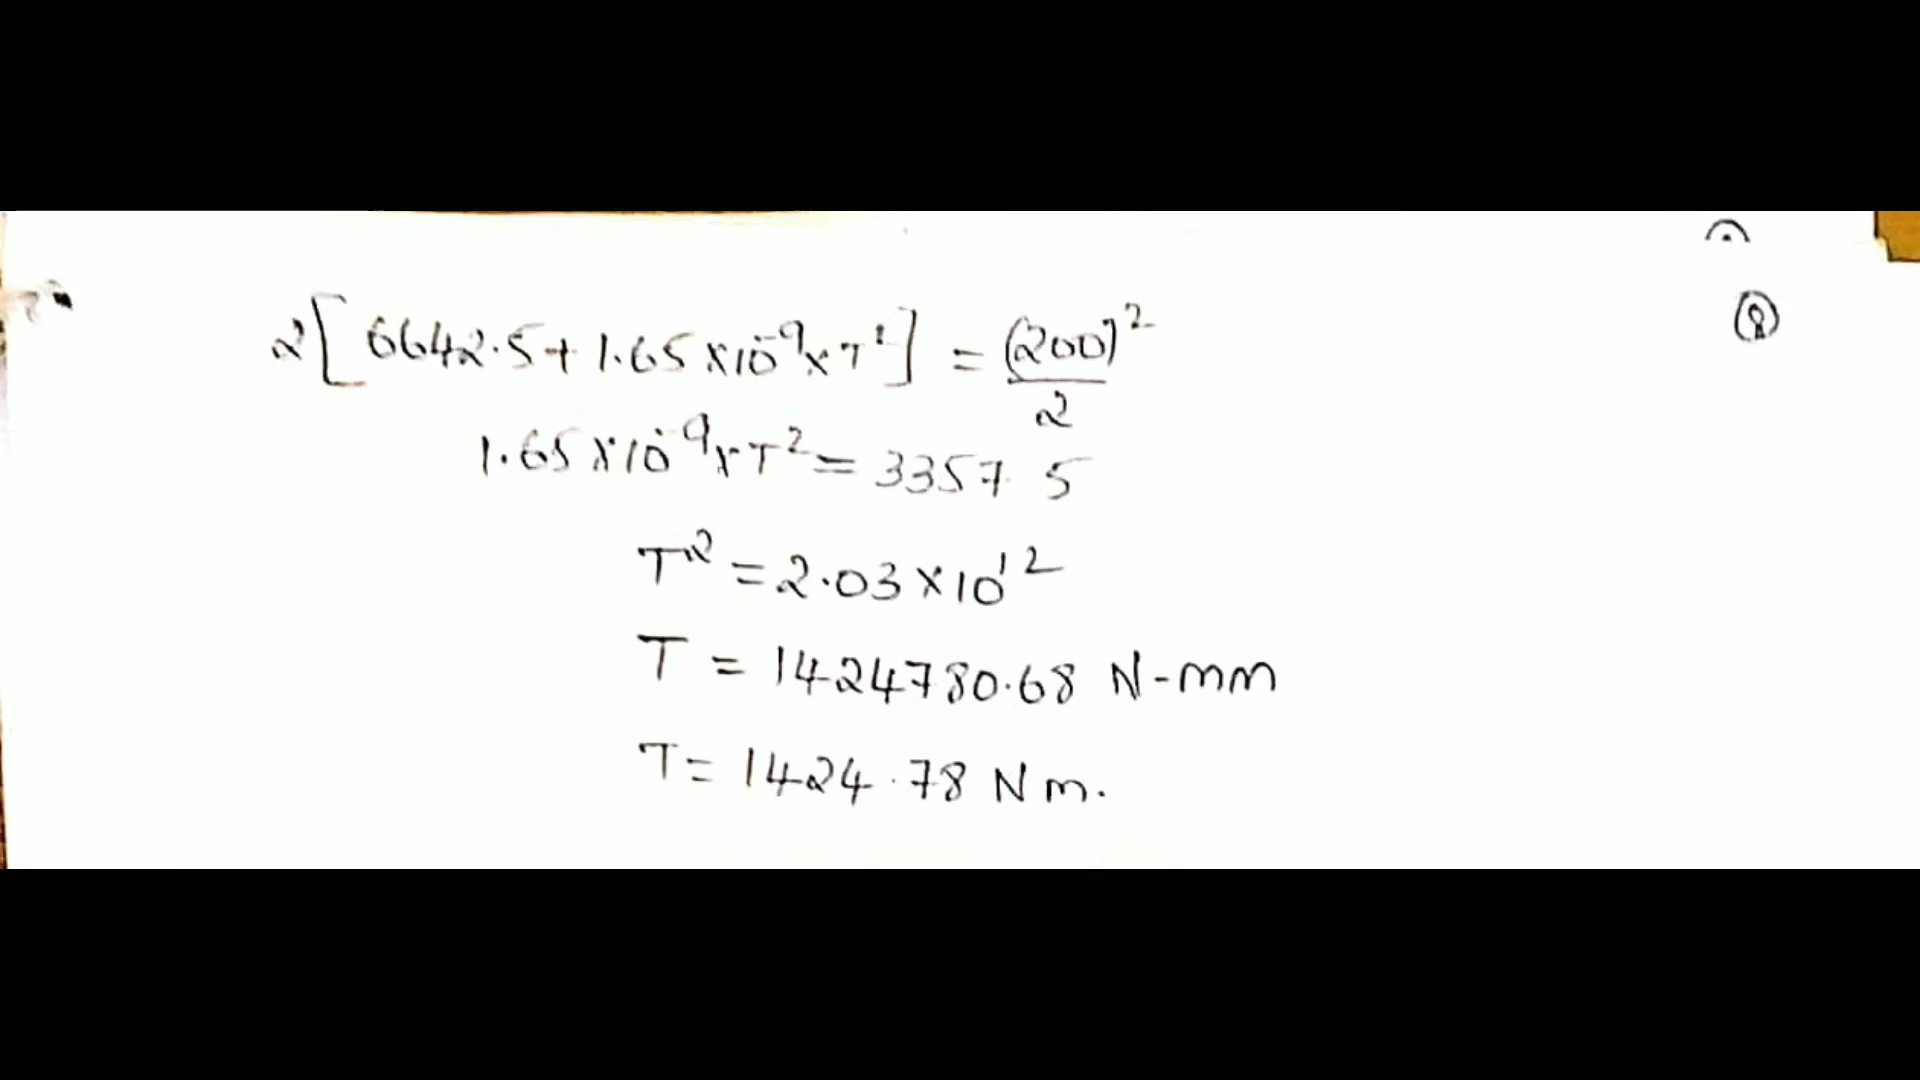 ⑧
2[6642.5+1.65×10⁻⁹×T²] = (200)²/2
1.65×10⁻⁹×T² = 3357.5
T² = 2.03×10¹²
T = 1424780.68 N-mm
T = 1424.78 Nm.